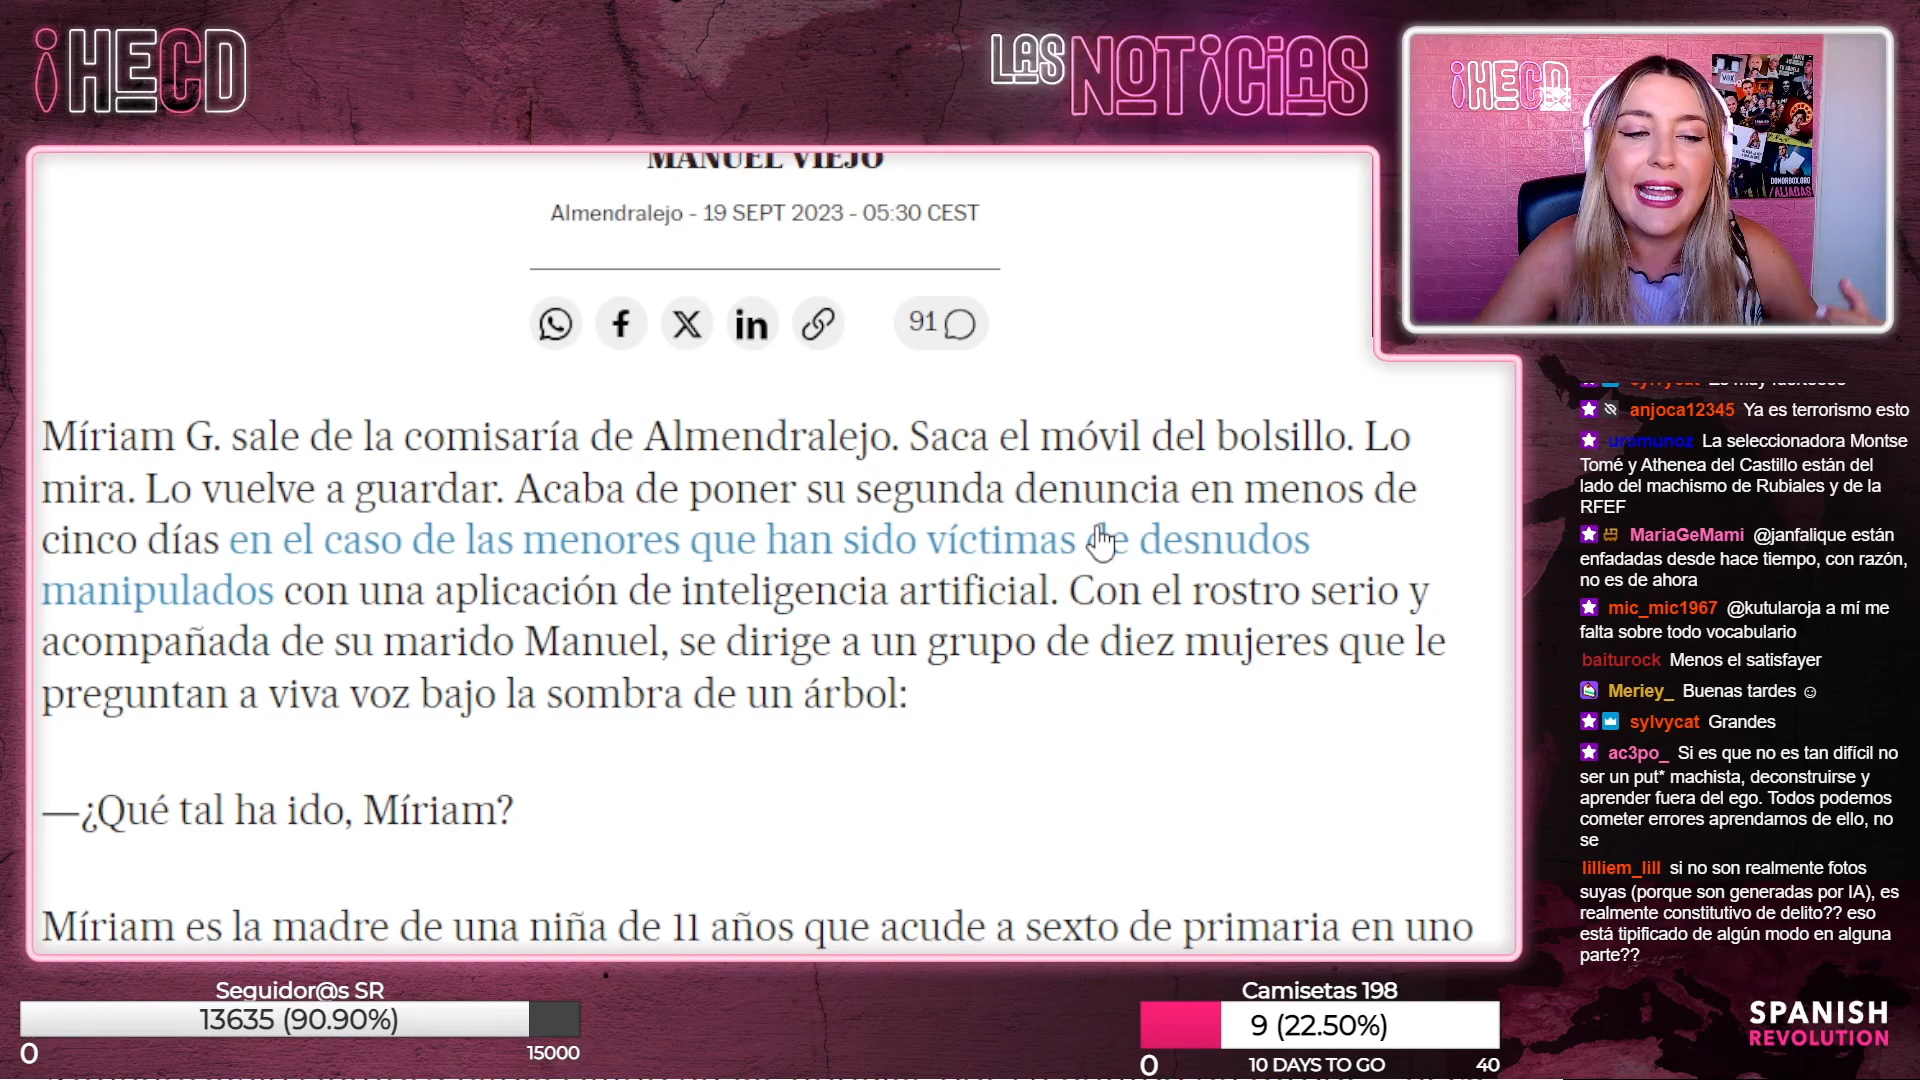 ¡HECD
LAS NOTICIAS
¡HECD
DONORBOX.ORG
/ALIADAS
MANUEL VIEJO
Almendralejo - 19 SEPT 2023 - 05:30 CEST
91
Míriam G. sale de la comisaría de Almendralejo. Saca el móvil del bolsillo. Lo
mira. Lo vuelve a guardar. Acaba de poner su segunda denuncia en menos de
cinco días en el caso de las menores que han sido víctimas de desnudos
manipulados con una aplicación de inteligencia artificial. Con el rostro serio y
acompañada de su marido Manuel, se dirige a un grupo de diez mujeres que le
preguntan a viva voz bajo la sombra de un árbol:
—¿Qué tal ha ido, Míriam?
Míriam es la madre de una niña de 11 años que acude a sexto de primaria en uno
sylvycat
anjoca12345 Ya es terrorismo esto
uromunoz La seleccionadora Montse
Tomé y Athenea del Castillo están del
lado del machismo de Rubiales y de la
RFEF
MariaGeMami @janfalique están
enfadadas desde hace tiempo, con razón,
no es de ahora
mic_mic1967 @kutularoja a mí me
falta sobre todo vocabulario
baiturock Menos el satisfayer
Meriey_ Buenas tardes ☺
sylvycat Grandes
ac3po_ Si es que no es tan difícil no
ser un put* machista, deconstruirse y
aprender fuera del ego. Todos podemos
cometer errores aprendamos de ello, no
se
lilliem_lill si no son realmente fotos
suyas (porque son generadas por IA), es
realmente constitutivo de delito?? eso
está tipificado de algún modo en alguna
parte??
Seguidor@s SR
13635 (90.90%)
0
15000
Camisetas 198
9 (22.50%)
0
10 DAYS TO GO
40
SPANISH
REVOLUTION